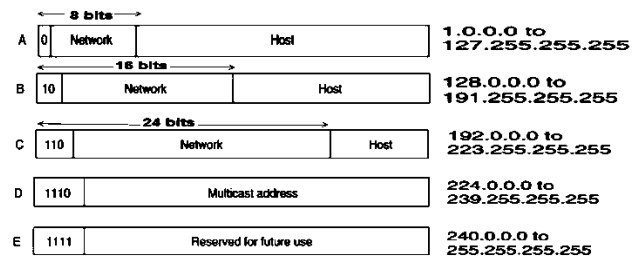 8 bits
A 0 Network Host 1.0.0.0 to
127.255.255.255
16 bits
B 10 Network Host 128.0.0.0 to
191.255.255.255
24 bits
C 110 Network Host 192.0.0.0 to
223.255.255.255
D 1110 Multicast address 224.0.0.0 to
239.255.255.255
E 1111 Reserved for future use 240.0.0.0 to
255.255.255.255